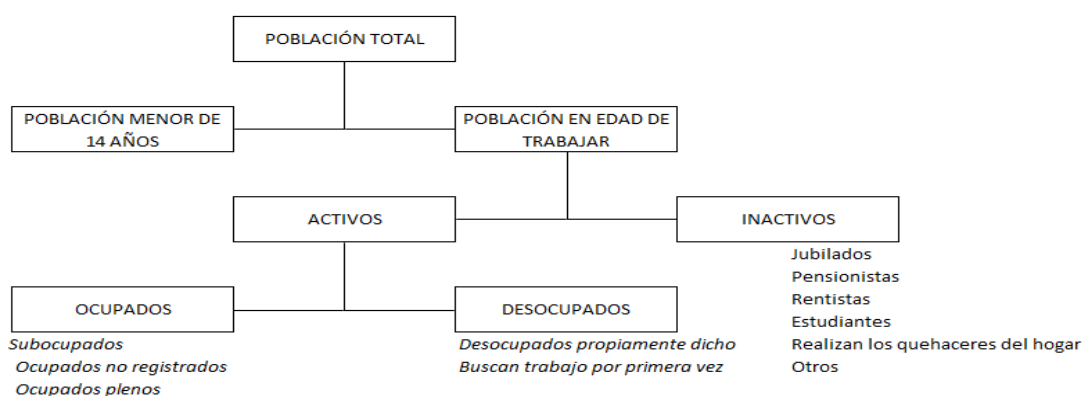 POBLACIÓN TOTAL
POBLACIÓN MENOR DE
14 AÑOS
POBLACIÓN EN EDAD DE
TRABAJAR
ACTIVOS
INACTIVOS
Jubilados
Pensionistas
Rentistas
Estudiantes
Realizan los quehaceres del hogar
Otros
OCUPADOS
Subocupados
Ocupados no registrados
Ocupados plenos
DESOCUPADOS
Desocupados propiamente dicho
Buscan trabajo por primera vez